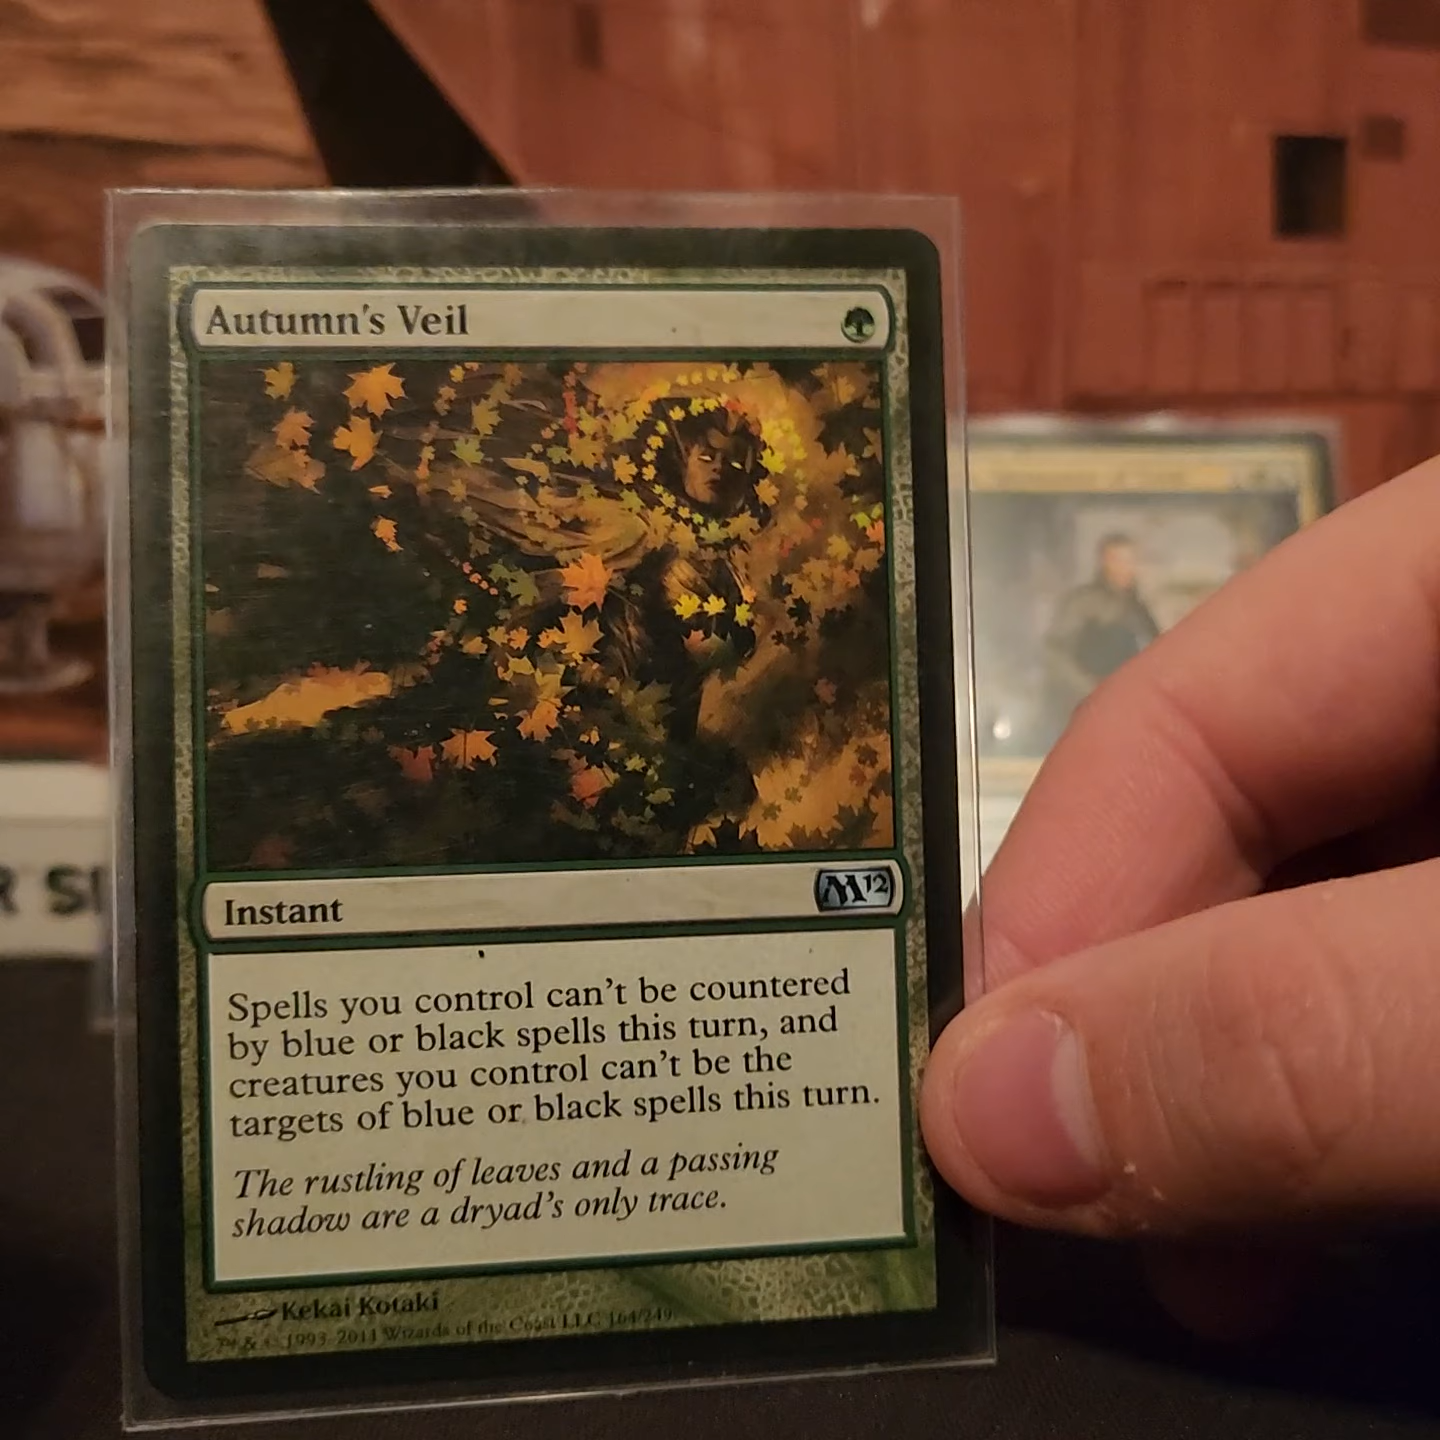 Autumn's Veil
Instant
M12
Spells you control can't be countered
by blue or black spells this turn, and
creatures you control can't be the
targets of blue or black spells this turn.
The rustling of leaves and a passing
shadow are a dryad's only trace.
Kekai Kotaki
™ & © 1993-2011 Wizards of the Coast LLC 164/249
R